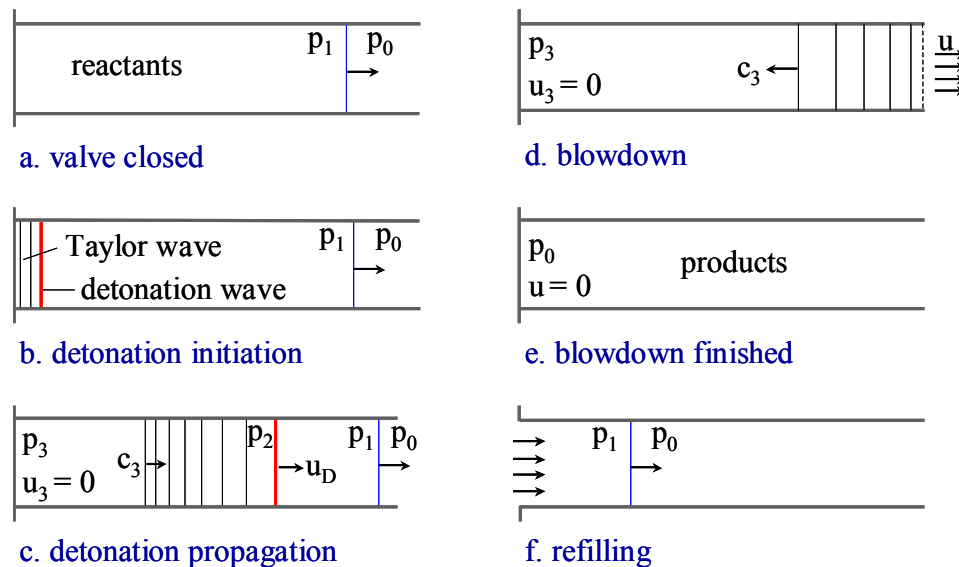 p₁ p₀
reactants
a. valve closed
p₁ p₀
Taylor wave
detonation wave
b. detonation initiation
p₃
u₃ = 0
c₃
p₂
u_D
p₁ p₀
c. detonation propagation
p₃
u₃ = 0
c₃
u
d. blowdown
p₀
u = 0
products
e. blowdown finished
p₁ p₀
f. refilling